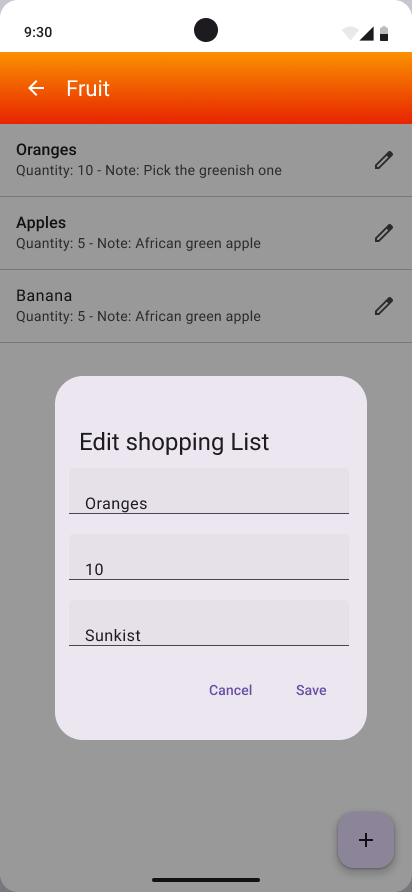 9:30
Fruit
Oranges
Quantity: 10 - Note: Pick the greenish one
Apples
Quantity: 5 - Note: African green apple
Banana
Quantity: 5 - Note: African green apple
Edit shopping List
Oranges
10
Sunkist
Cancel Save